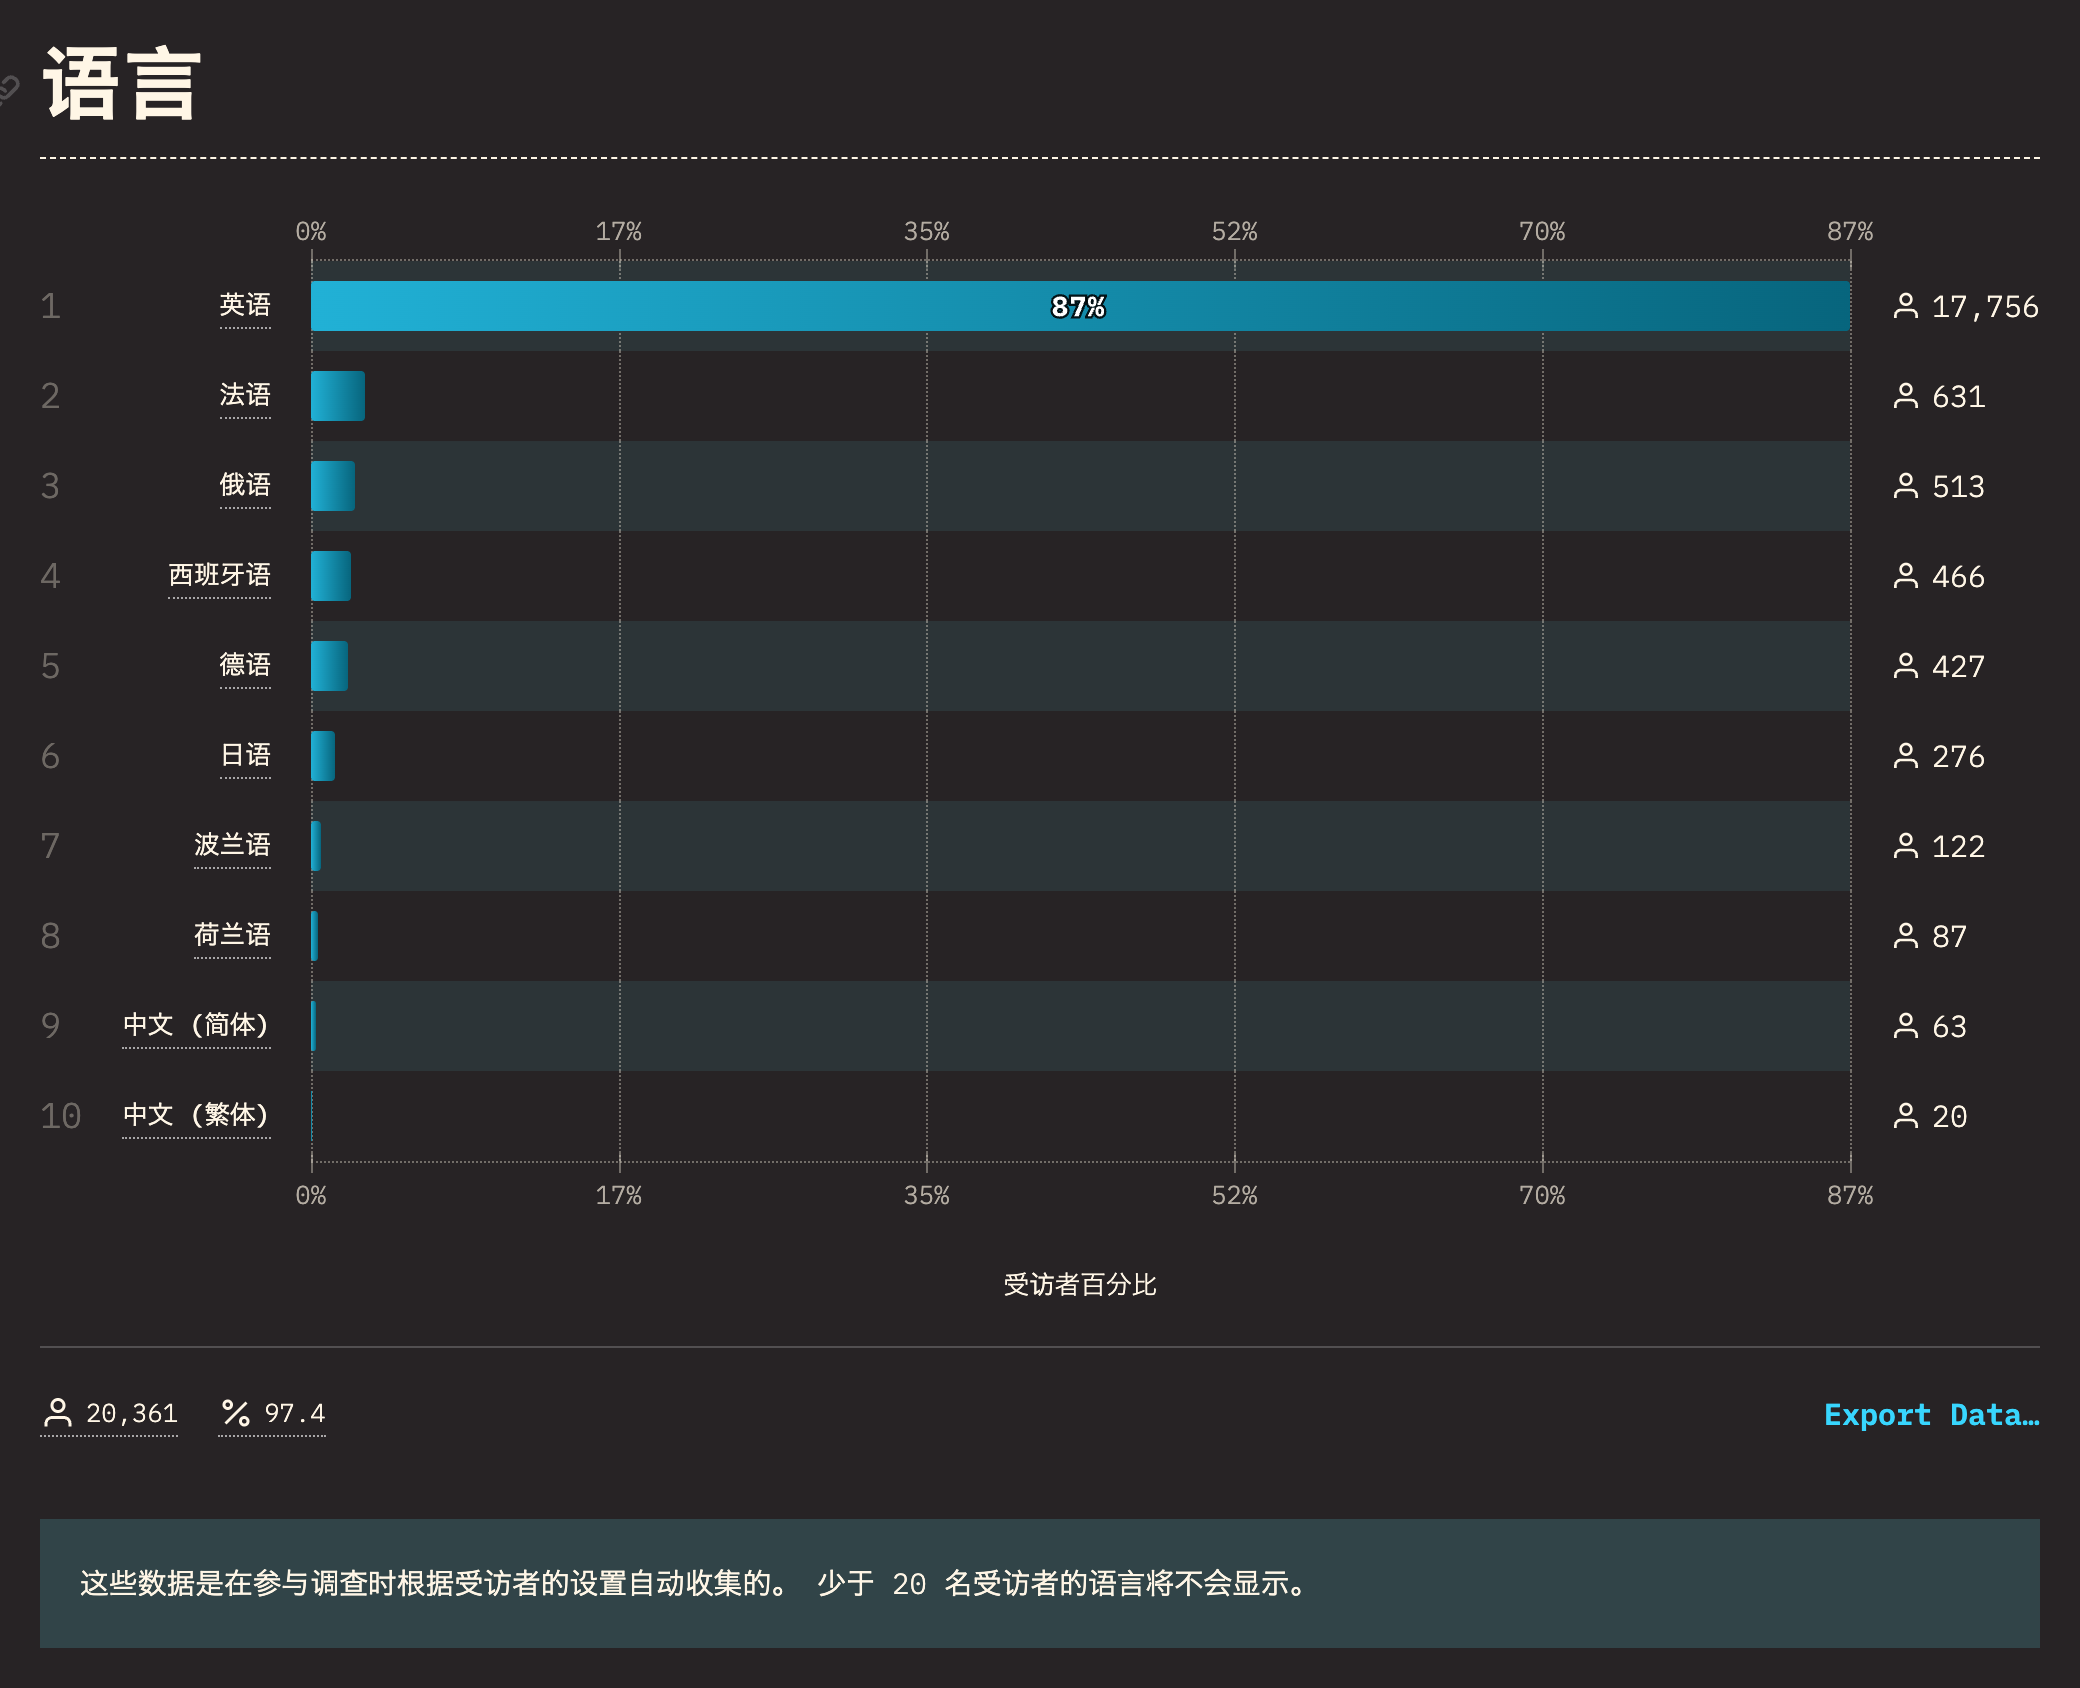 语言
0% 17% 35% 52% 70% 87%
1 英语 87% 17,756
2 法语 631
3 俄语 513
4 西班牙语 466
5 德语 427
6 日语 276
7 波兰语 122
8 荷兰语 87
9 中文 (简体) 63
10 中文 (繁体) 20
0% 17% 35% 52% 70% 87%
受访者百分比
20,361 % 97.4 Export Data…
这些数据是在参与调查时根据受访者的设置自动收集的。 少于 20 名受访者的语言将不会显示。